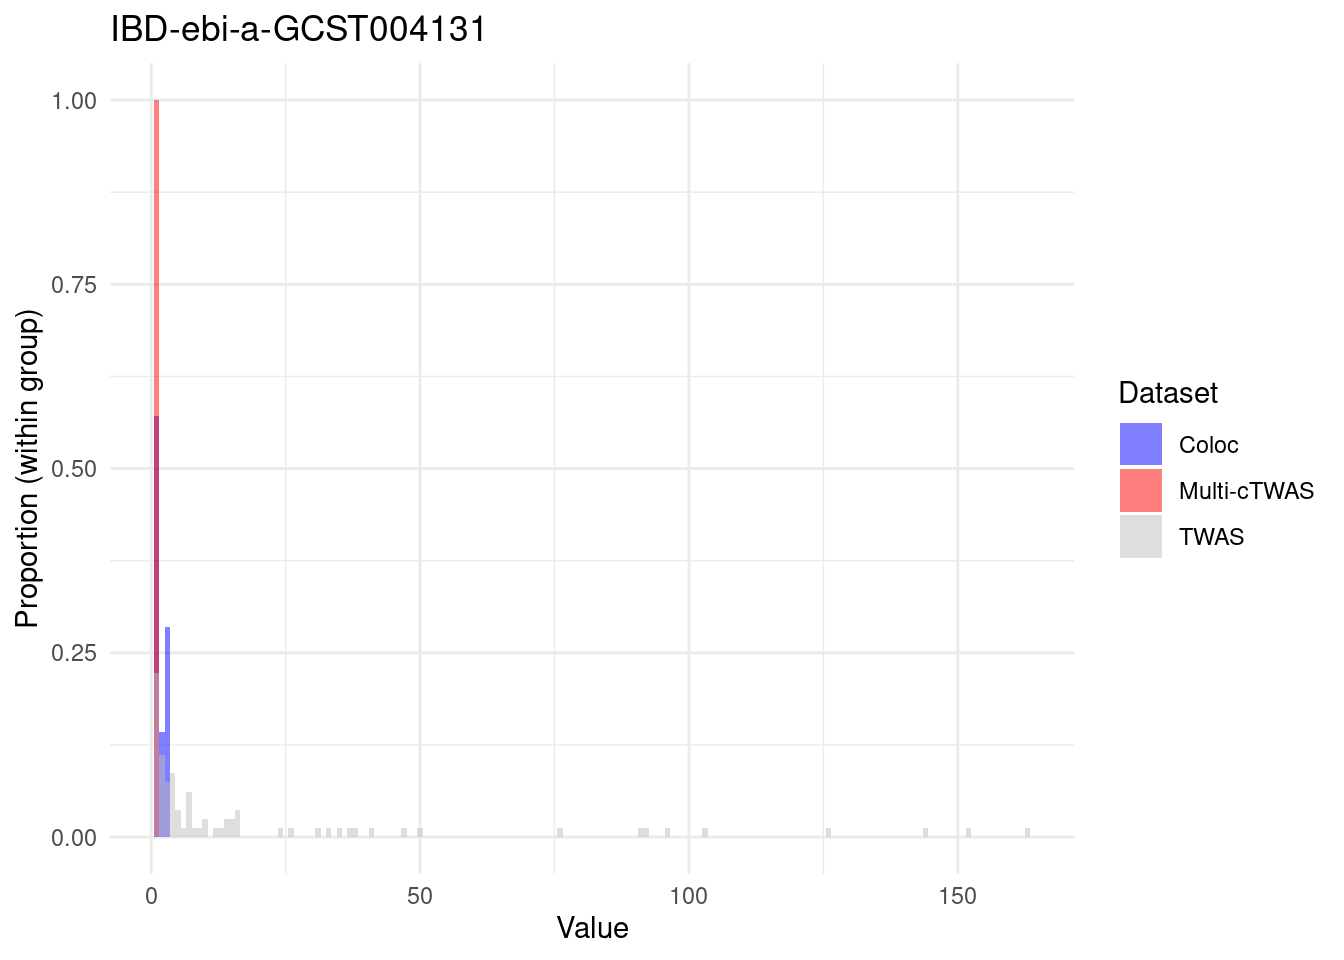 IBD-ebi-a-GCST004131
Proportion (within group)
1.00
0.75
0.50
0.25
0.00
0
50
100
150
Value
Dataset
Coloc
Multi-cTWAS
TWAS